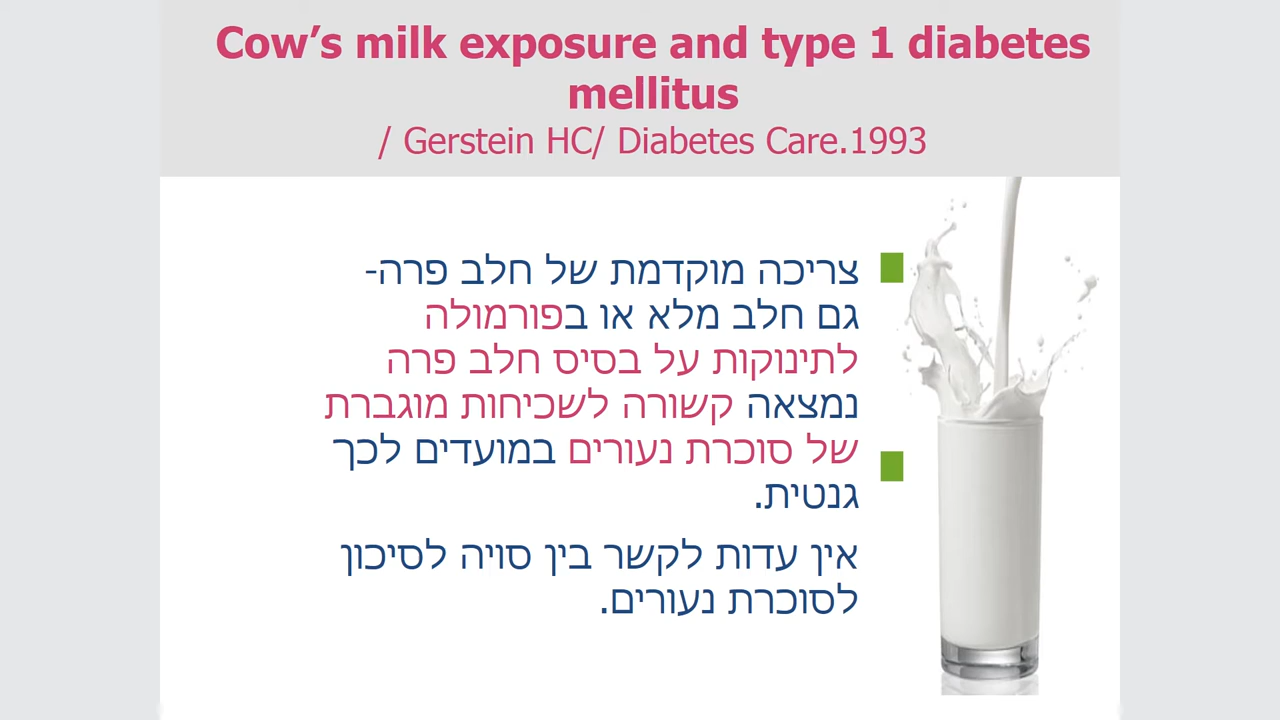 Cow’s milk exposure and type 1 diabetes
mellitus
/ Gerstein HC/ Diabetes Care.1993
צריכה מוקדמת של חלב פרה-
גם חלב מלא או בפורמולה
לתינוקות על בסיס חלב פרה
נמצאה קשורה לשכיחות מוגברת
של סוכרת נעורים במועדים לכך
גנטית.
אין עדות לקשר בין סויה לסיכון
לסוכרת נעורים.